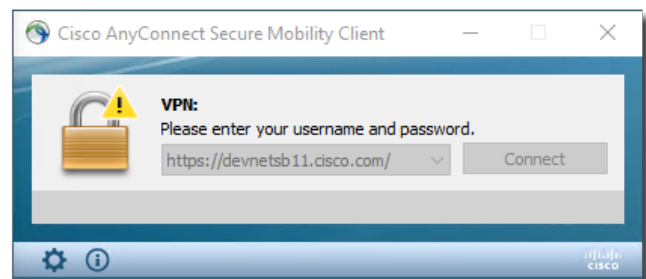 Cisco AnyConnect Secure Mobility Client
VPN:
Please enter your username and password.
https://devnetsb11.cisco.com/
Connect
CISCO